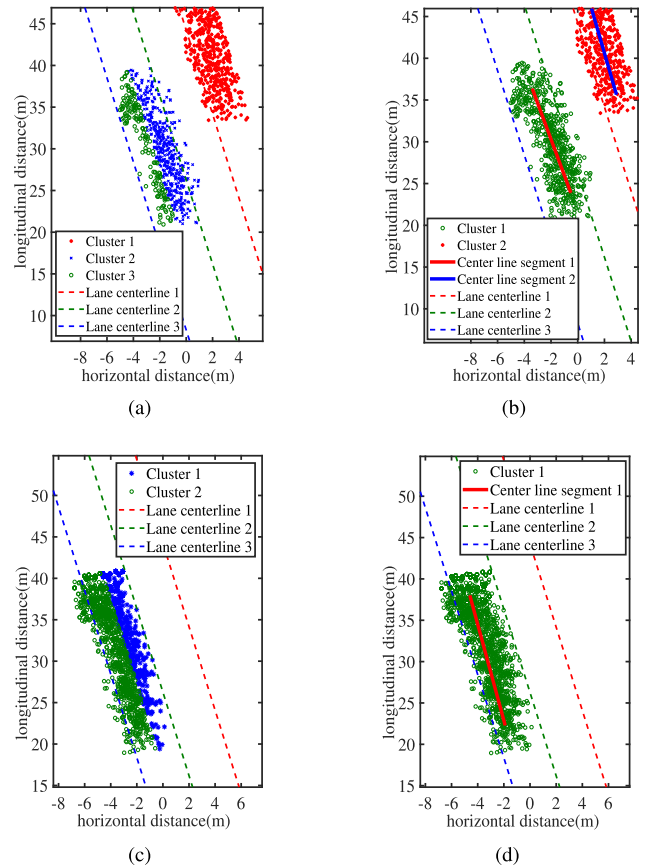 45
40
35
30
25
20
15
10
longitudinal distance(m)
Cluster 1
Cluster 2
Cluster 3
Lane centerline 1
Lane centerline 2
Lane centerline 3
-8 -6 -4 -2 0 2 4
horizontal distance(m)
(a)
45
40
35
30
25
20
15
10
longitudinal distance(m)
Cluster 1
Cluster 2
Center line segment 1
Center line segment 2
Lane centerline 1
Lane centerline 2
Lane centerline 3
-8 -6 -4 -2 0 2 4
horizontal distance(m)
(b)
50
45
40
35
30
25
20
15
longitudinal distance(m)
Cluster 1
Cluster 2
Lane centerline 1
Lane centerline 2
Lane centerline 3
-8 -6 -4 -2 0 2 4 6
horizontal distance(m)
(c)
50
45
40
35
30
25
20
15
longitudinal distance(m)
Cluster 1
Center line segment 1
Lane centerline 1
Lane centerline 2
Lane centerline 3
-8 -6 -4 -2 0 2 4 6
horizontal distance(m)
(d)